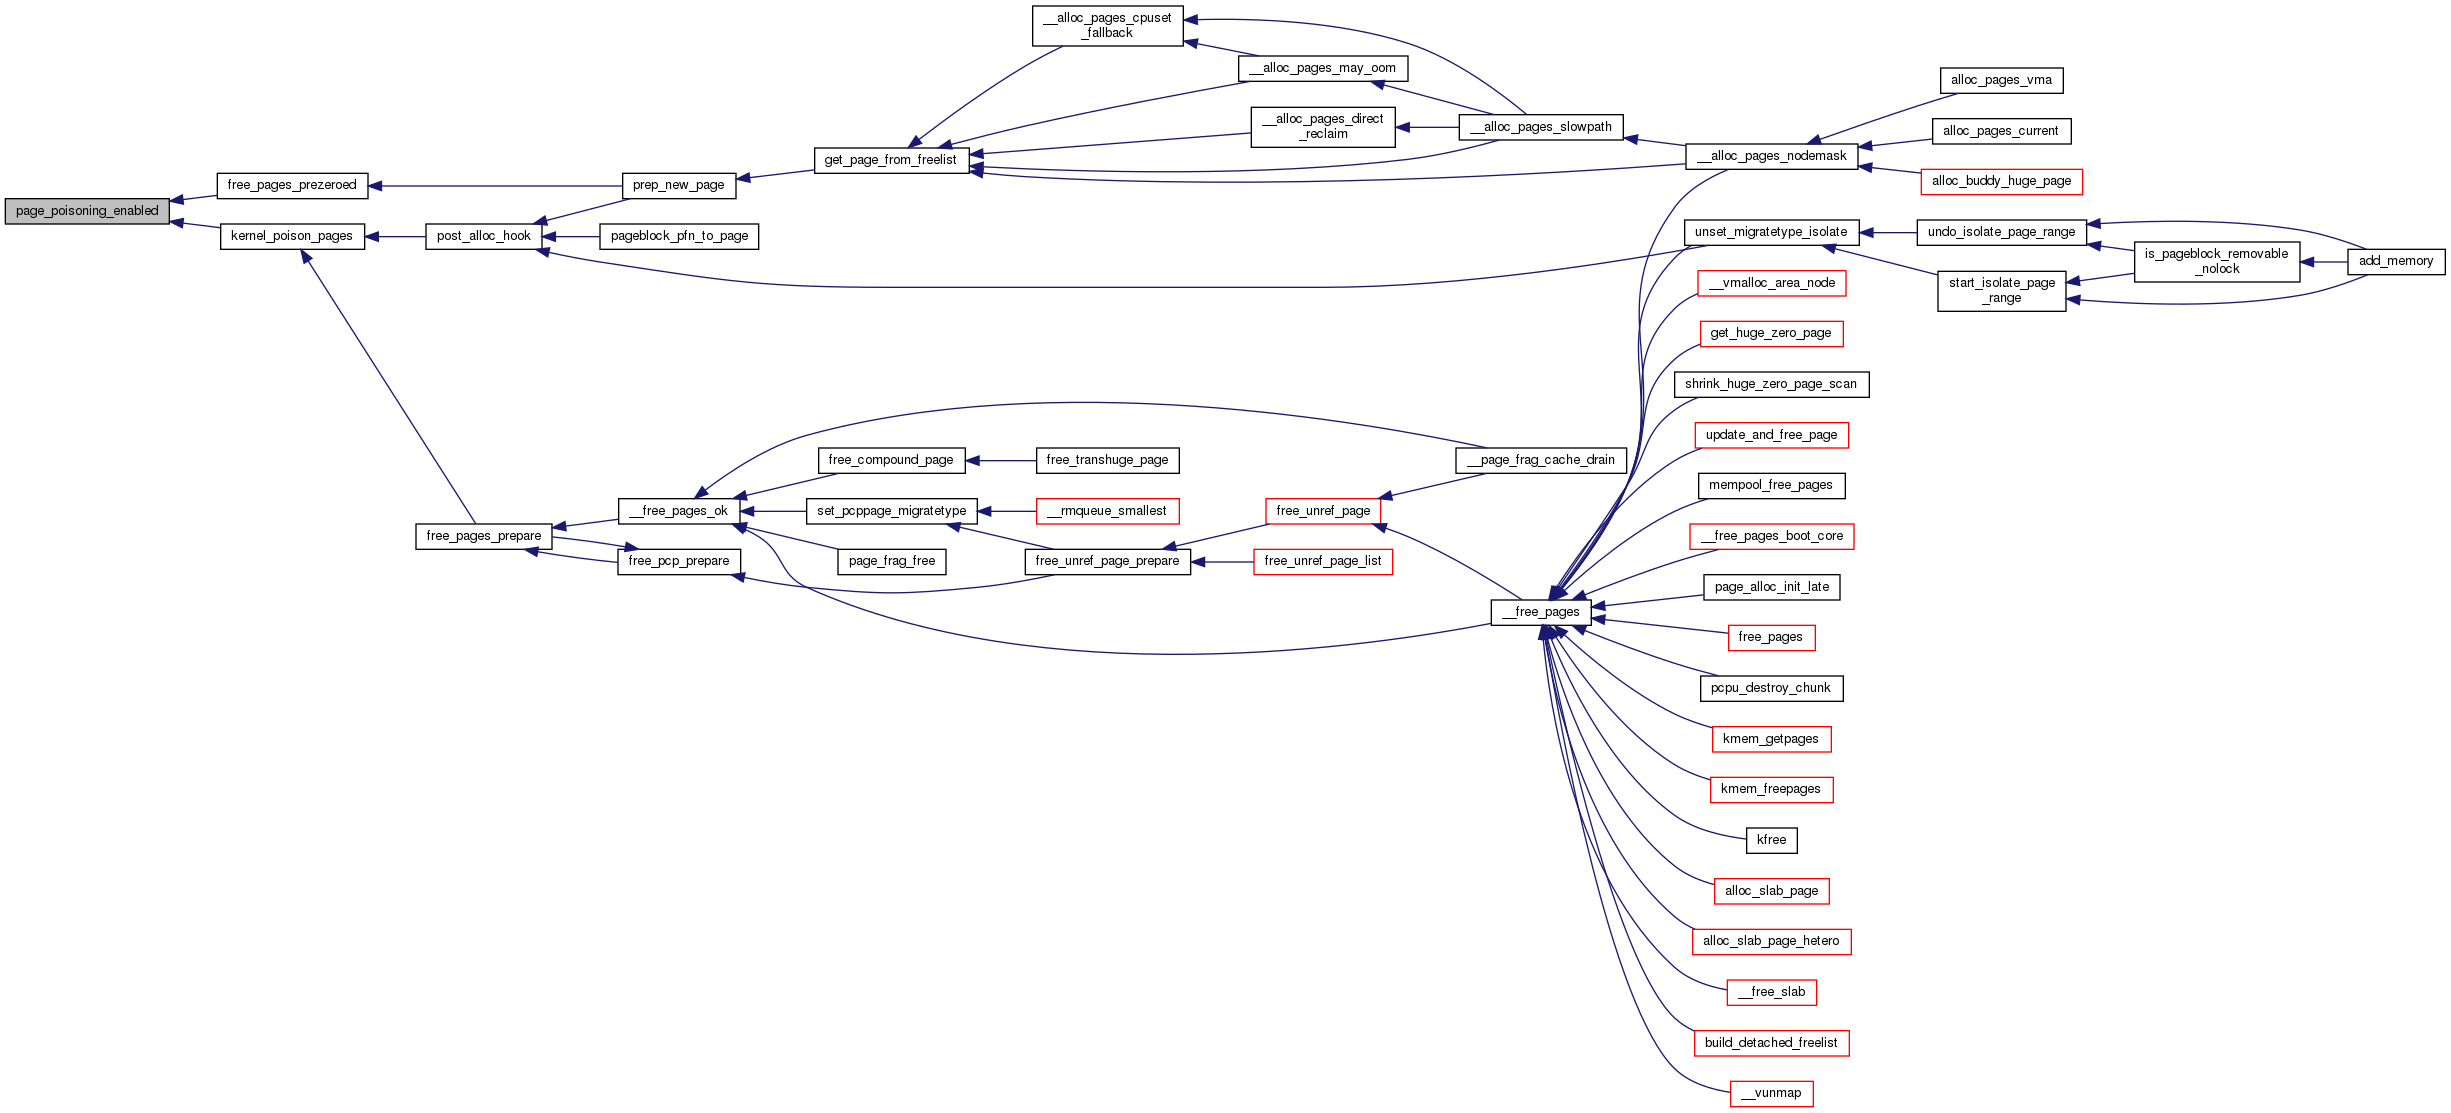 __alloc_pages_cpuset
_fallback
__alloc_pages_may_oom
alloc_pages_vma
__alloc_pages_direct
_reclaim
__alloc_pages_slowpath
alloc_pages_current
get_page_from_freelist
__alloc_pages_nodemask
free_pages_prezeroed
prep_new_page
alloc_buddy_huge_page
page_poisoning_enabled
kernel_poison_pages
post_alloc_hook
pageblock_pfn_to_page
unset_migratetype_isolate
undo_isolate_page_range
is_pageblock_removable
_nolock
add_memory
start_isolate_page
_range
__vmalloc_area_node
get_huge_zero_page
shrink_huge_zero_page_scan
update_and_free_page
free_compound_page
free_transhuge_page
__page_frag_cache_drain
mempool_free_pages
__free_pages_ok
set_pcppage_migratetype
__rmqueue_smallest
free_unref_page
free_pages_prepare
__free_pages_boot_core
free_pcp_prepare
page_frag_free
free_unref_page_prepare
free_unref_page_list
page_alloc_init_late
__free_pages
free_pages
pcpu_destroy_chunk
kmem_getpages
kmem_freepages
kfree
alloc_slab_page
alloc_slab_page_hetero
__free_slab
build_detached_freelist
__vunmap